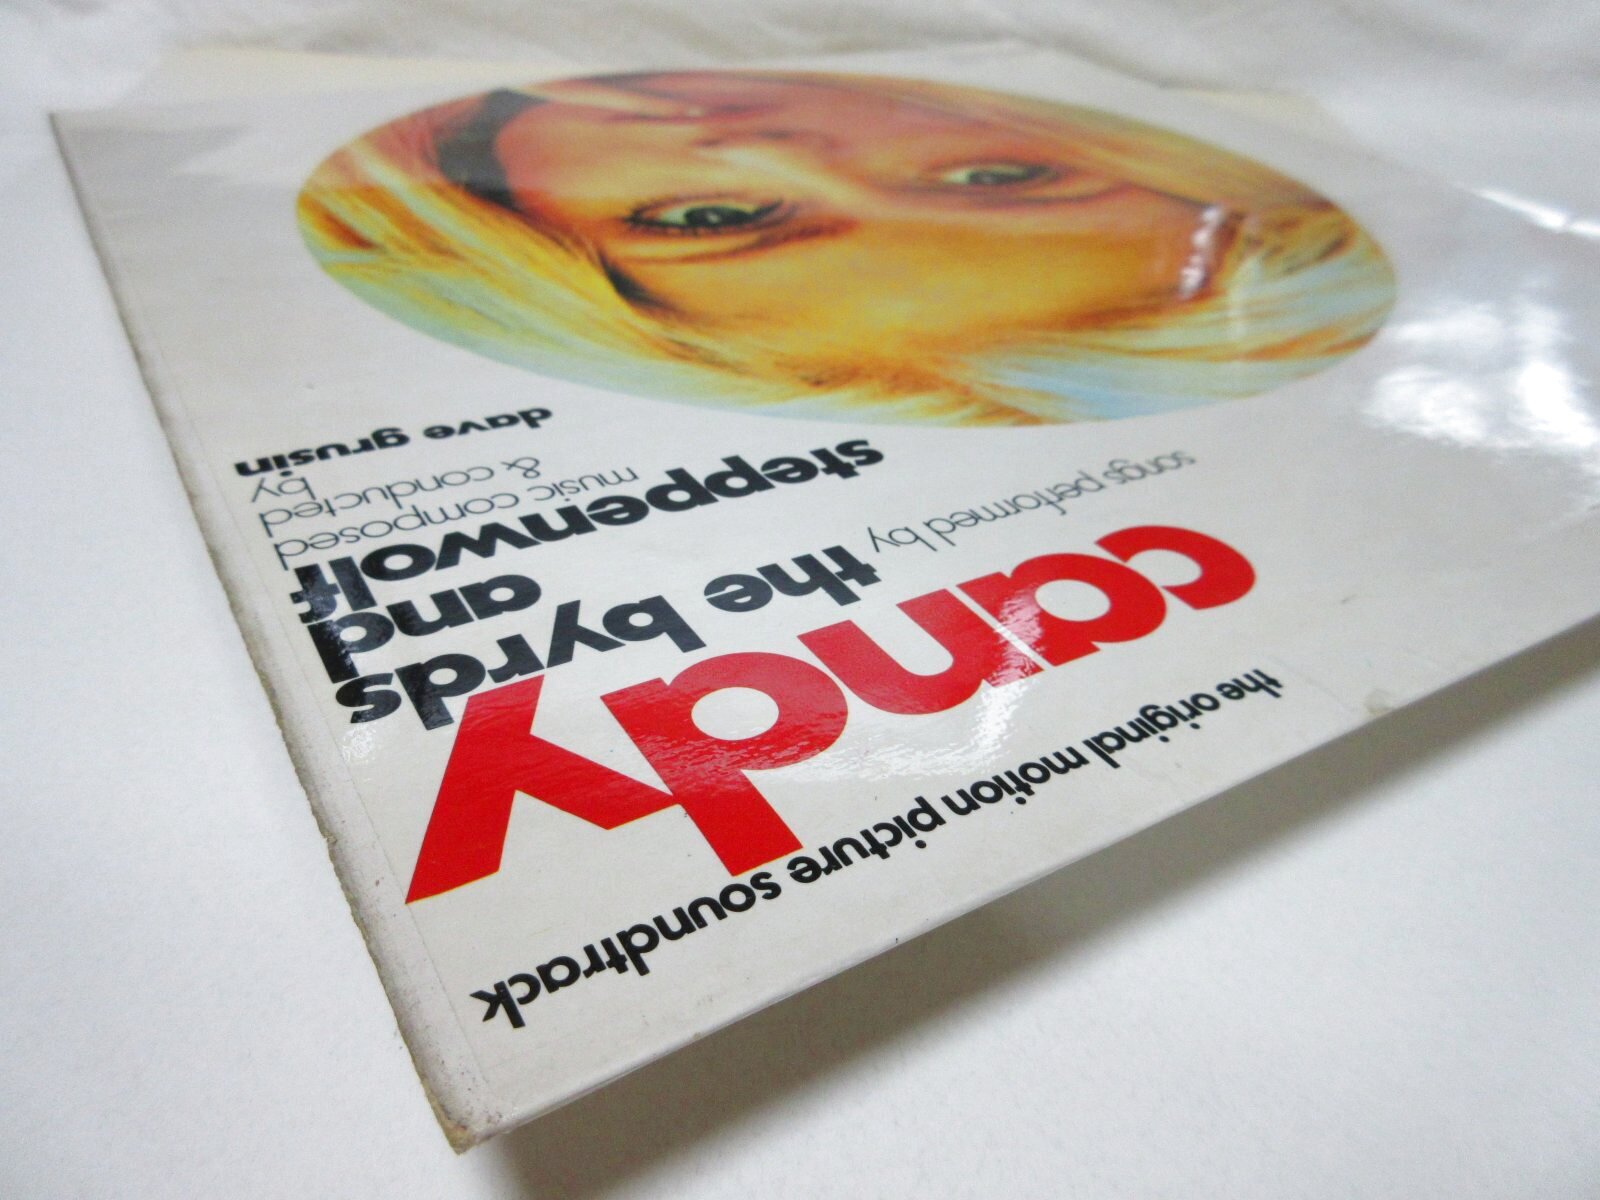 the original motion picture soundtrack
candy
songs performed by
the byrds
and
steppenwolf
music composed
& conducted
by
dave grusin